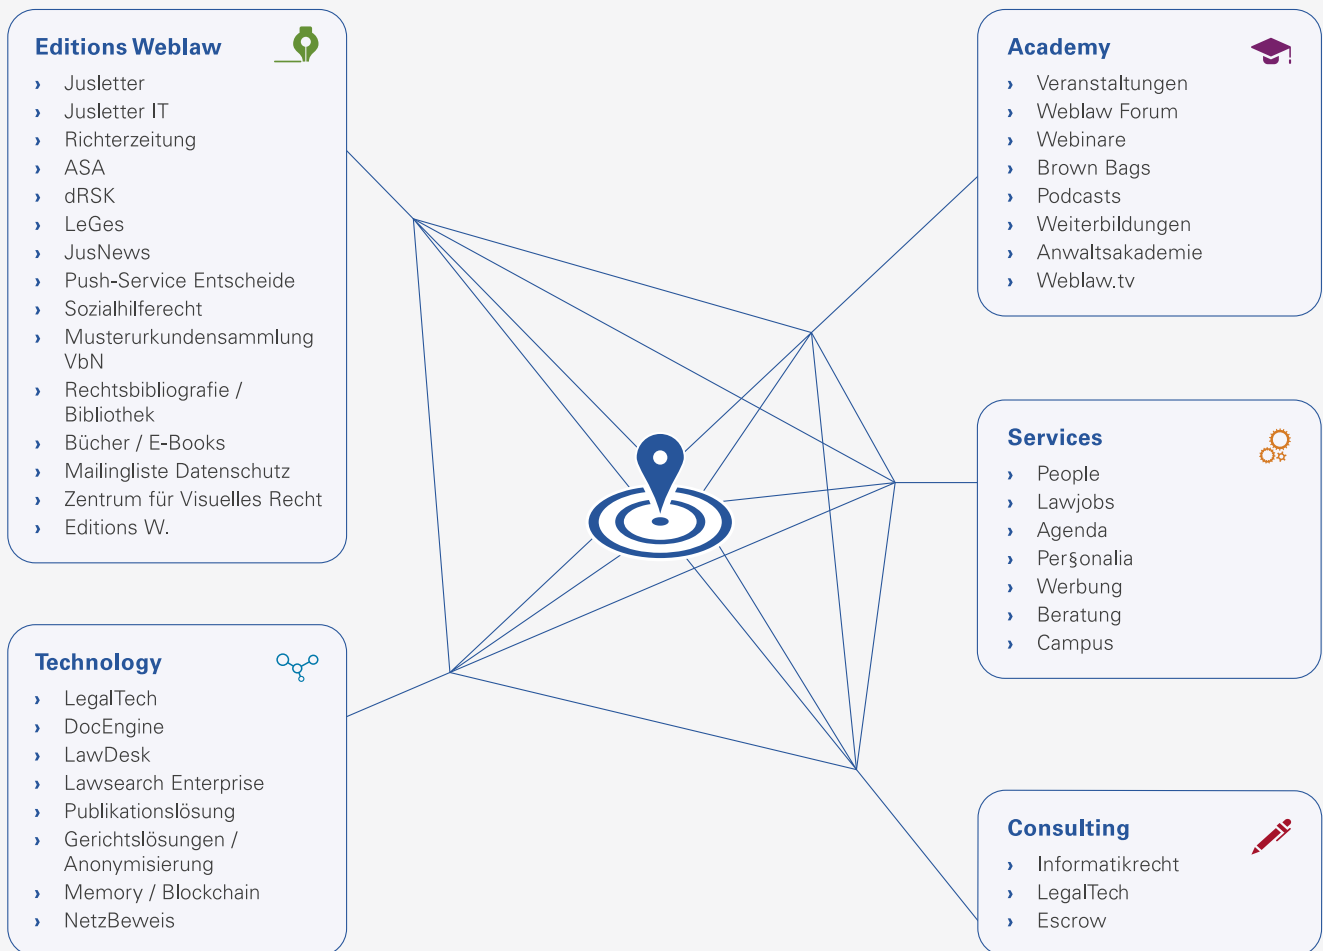 Editions Weblaw
› Jusletter
› Jusletter IT
› Richterzeitung
› ASA
› dRSK
› LeGes
› JusNews
› Push-Service Entscheide
› Sozialhilferecht
› Musterurkundensammlung
VbN
› Rechtsbibliografie /
Bibliothek
› Bücher / E-Books
› Mailingliste Datenschutz
› Zentrum für Visuelles Recht
› Editions W.
Technology
› LegalTech
› DocEngine
› LawDesk
› Lawsearch Enterprise
› Publikationslösung
› Gerichtslösungen /
Anonymisierung
› Memory / Blockchain
› NetzBeweis
Academy
› Veranstaltungen
› Weblaw Forum
› Webinare
› Brown Bags
› Podcasts
› Weiterbildungen
› Anwaltsakademie
› Weblaw.tv
Services
› People
› Lawjobs
› Agenda
› Per§onalia
› Werbung
› Beratung
› Campus
Consulting
› Informatikrecht
› LegalTech
› Escrow